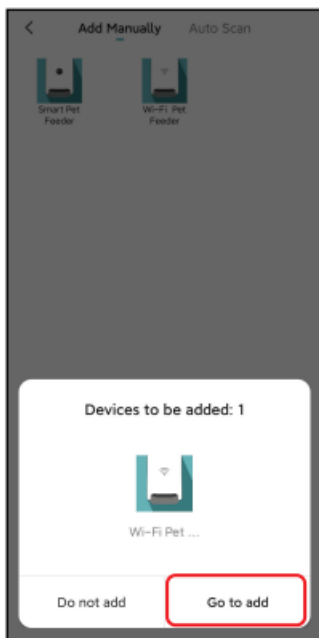 Add Manually Auto Scan
Smart Pet Wi-Fi Pet
Feeder Feeder
Devices to be added: 1
Wi-Fi Pet ...
Do not add Go to add